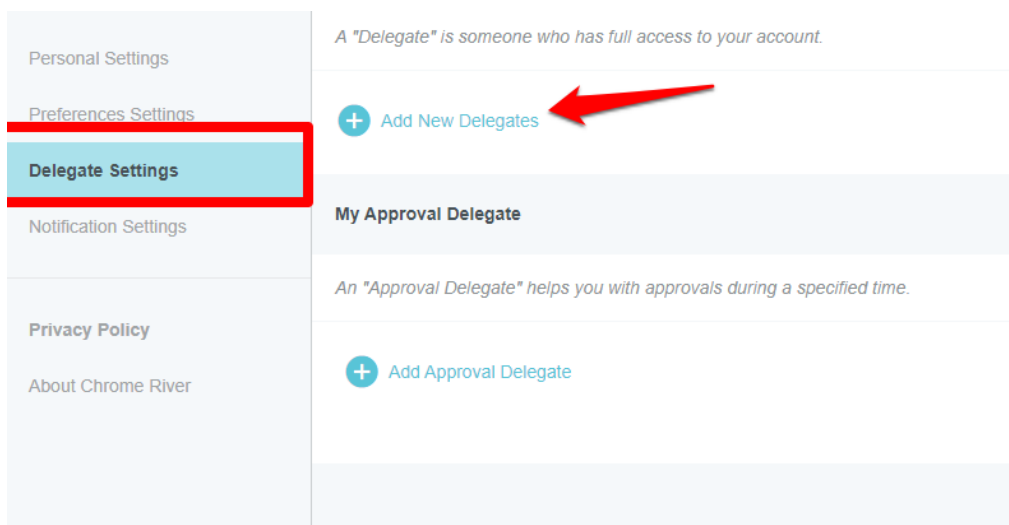 Personal Settings
Preferences Settings
Delegate Settings
Notification Settings
Privacy Policy
About Chrome River
A "Delegate" is someone who has full access to your account.
Add New Delegates
My Approval Delegate
An "Approval Delegate" helps you with approvals during a specified time.
Add Approval Delegate